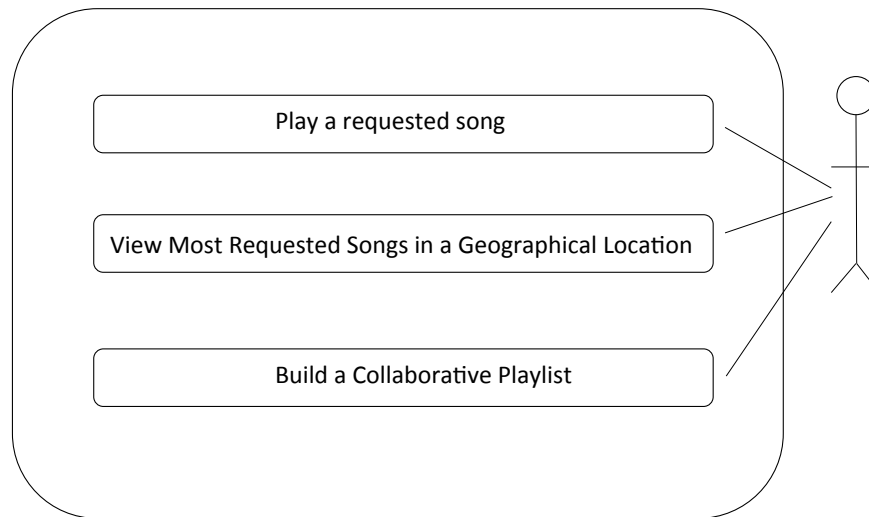 Play a requested song
View Most Requested Songs in a Geographical Location
Build a Collaborative Playlist